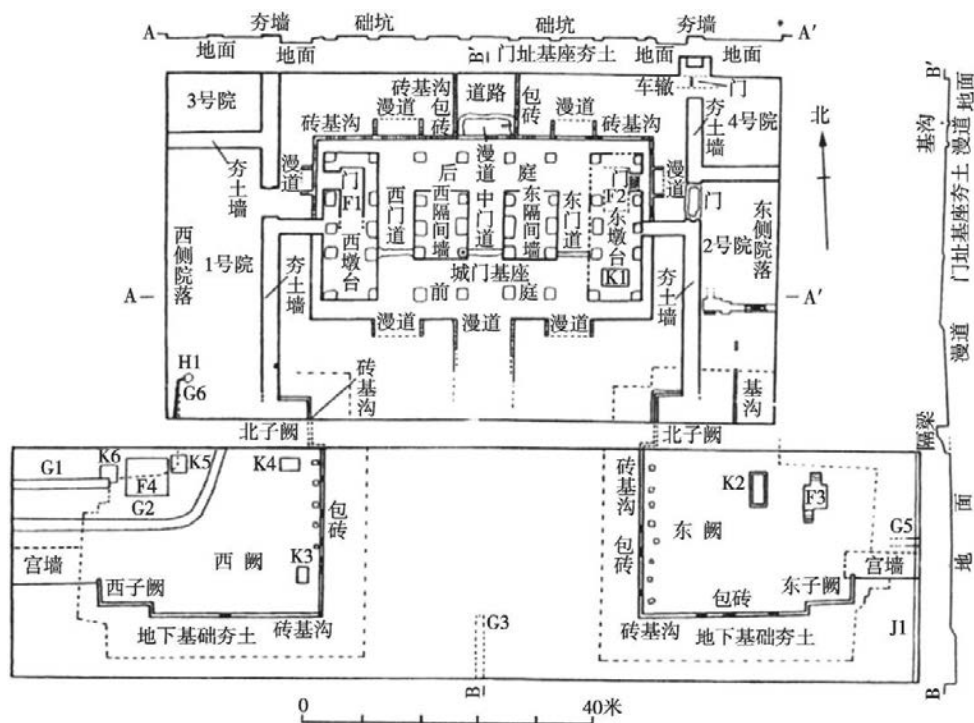 A 夯墙 础坑 础坑 夯墙 A′
地面 地面 B′ 门址基座夯土 地面 地面
3号院 砖基沟 漫道 包砖 道路 包砖 漫道 砖基沟 车辙 门 4号院
夯土墙 夯土墙
北
B′
地面
漫道
基沟
门址基座夯土
漫道
隔梁
地面
B
漫道 后庭 漫道 漫道
门 F1 西门道 西隔间墙 中门道 东隔间墙 东门道 门 F2 门
西侧院落 1号院 夯土墙 西墩台 东墩台 夯土墙 2号院 东侧院落
城门基座 K1
A 前庭 A′
漫道 漫道 漫道
H1
G6
砖基沟 基沟
北子阙 北子阙
G1 K6 F4 K5 K4 K2 F3
G2 包砖 砖基沟 G5
宫墙 西阙 包砖 东阙 宫墙
西子阙 K3 包砖 东子阙
地下基础夯土 砖基沟 G3 砖基沟 地下基础夯土 J1
B
0 40米